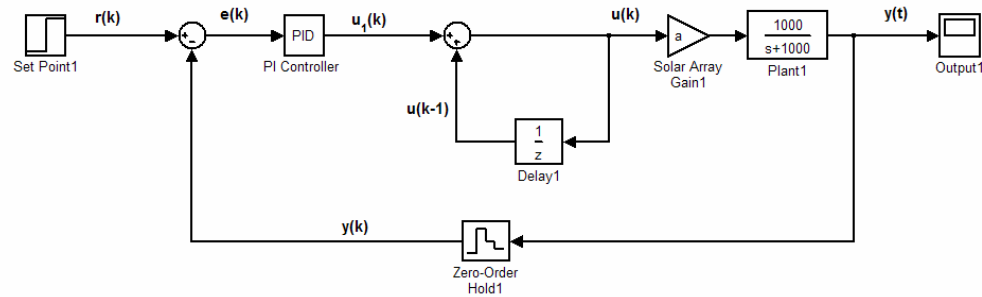 r(k)
e(k)
u1(k)
u(k)
y(t)
PID
a
1000
s+1000
Set Point1
PI Controller
Solar Array
Gain1
Plant1
Output1
u(k-1)
1
z
Delay1
y(k)
Zero-Order
Hold1